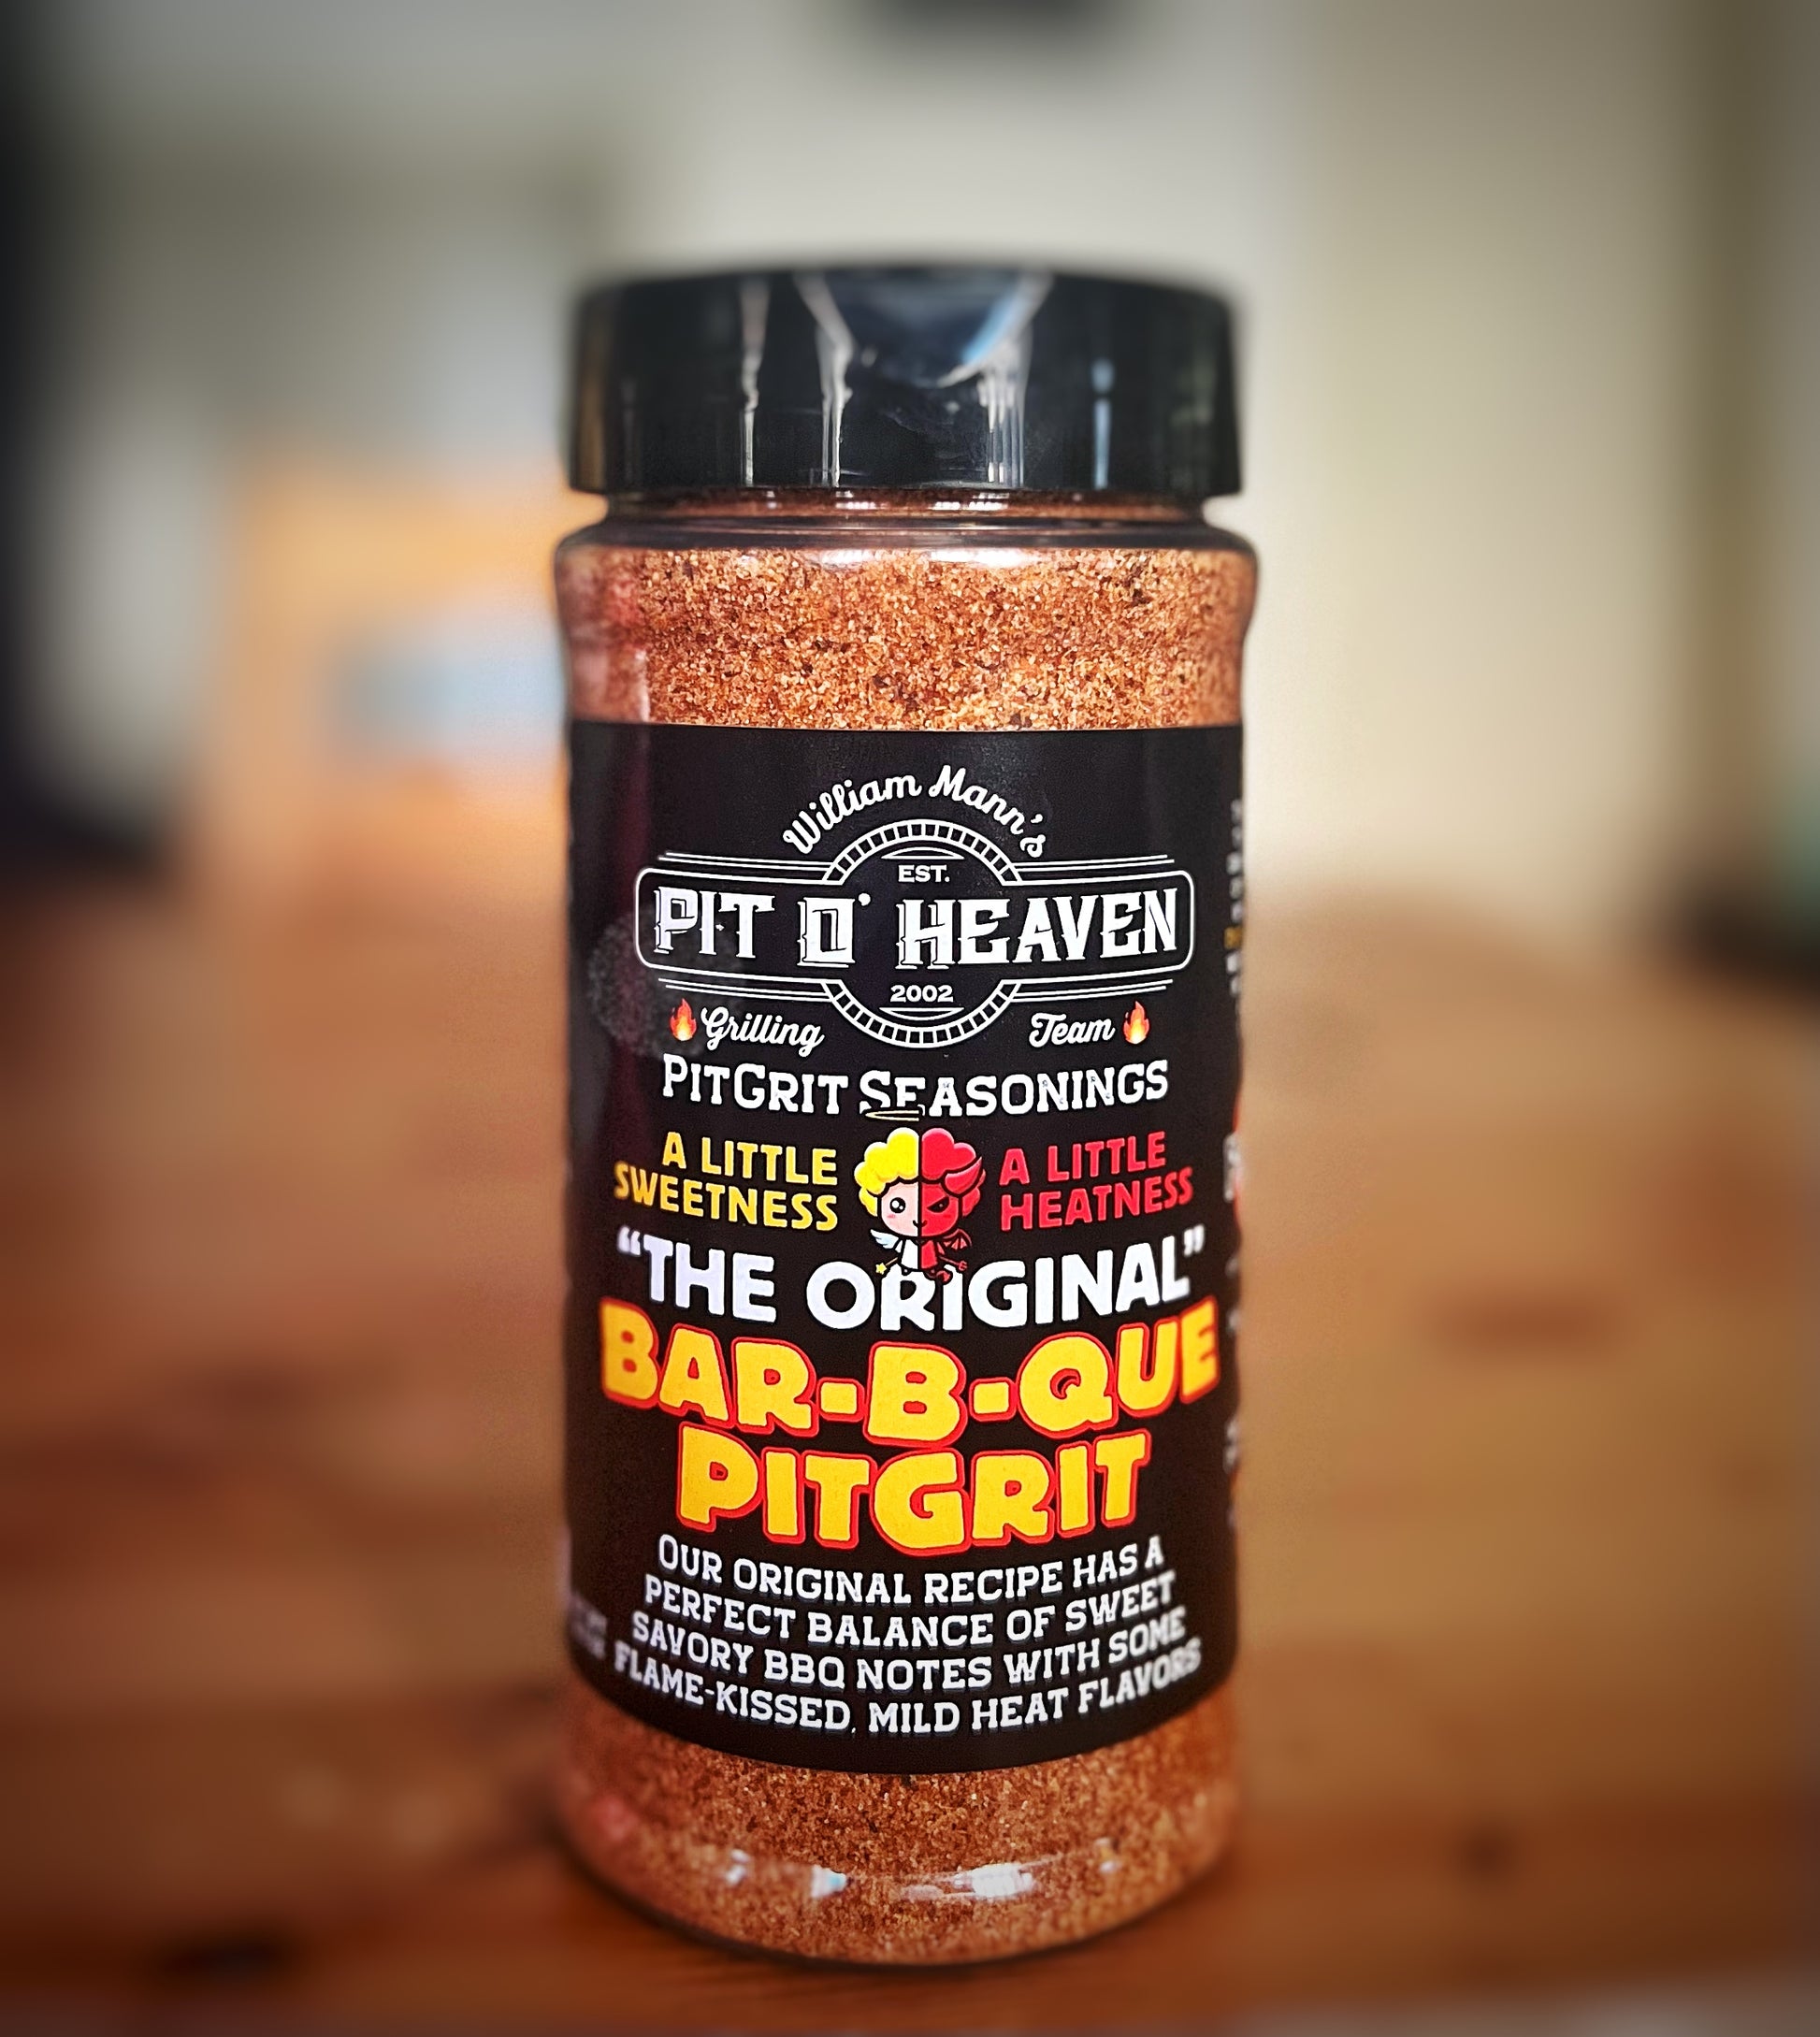 William Mann's
EST.
PIT O' HEAVEN
2002
Grilling Team
PITGRIT SEASONINGS
A LITTLE
SWEETNESS
A LITTLE
HEATNESS
"THE ORIGINAL"
BAR-B-QUE
PITGRIT
OUR ORIGINAL RECIPE HAS A
PERFECT BALANCE OF SWEET
SAVORY BBQ NOTES WITH SOME
FLAME-KISSED, MILD HEAT FLAVORS